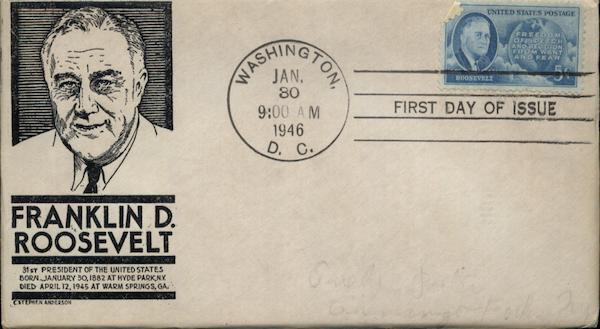 FRANKLIN D.
ROOSEVELT
31ST PRESIDENT OF THE UNITED STATES
BORN_JANUARY 30, 1882 AT HYDE PARK, N.Y.
DIED APRIL 12, 1945 AT WARM SPRINGS, GA.
C STEPHEN ANDERSON
WASHINGTON,
JAN.
30
9:00 AM
1946
D. C.
UNITED STATES POSTAGE
FREEDOM
OF SPEECH
AND RELIGION
FROM WANT
AND FEAR
ROOSEVELT
5¢
FIRST DAY OF ISSUE